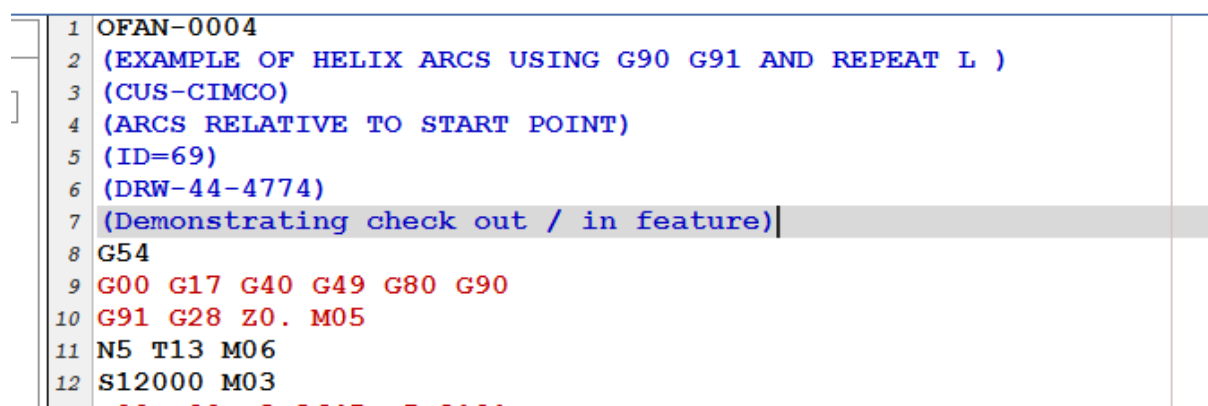 1 OFAN-0004
2 (EXAMPLE OF HELIX ARCS USING G90 G91 AND REPEAT L )
3 (CUS-CIMCO)
4 (ARCS RELATIVE TO START POINT)
5 (ID=69)
6 (DRW-44-4774)
7 (Demonstrating check out / in feature)
8 G54
9 G00 G17 G40 G49 G80 G90
10 G91 G28 Z0. M05
11 N5 T13 M06
12 S12000 M03